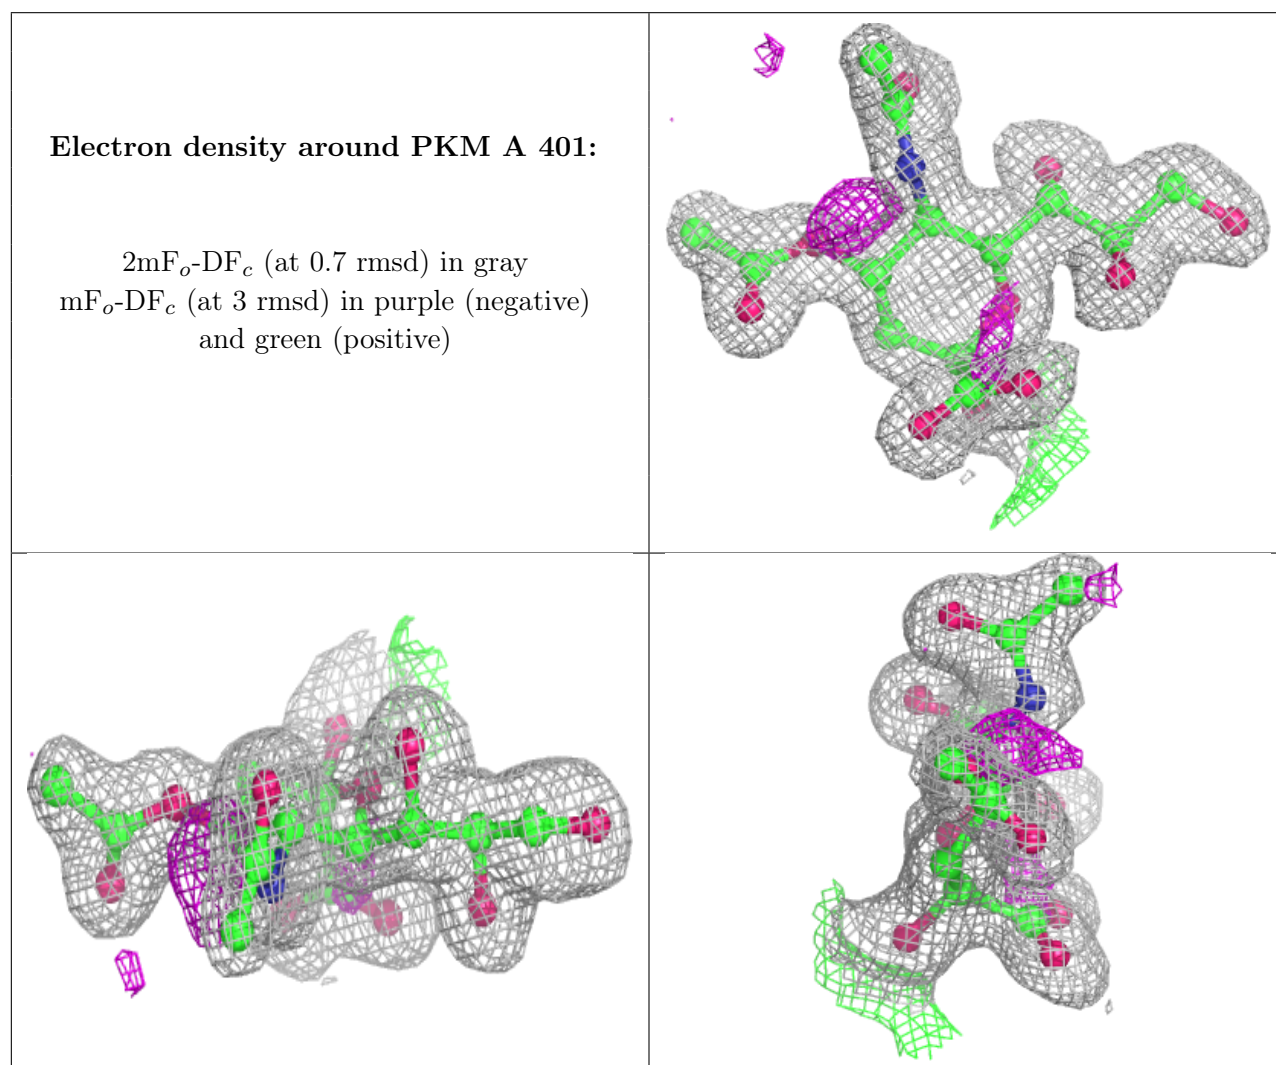 Electron density around PKM A 401:
2mFo-DFc (at 0.7 rmsd) in gray
mFo-DFc (at 3 rmsd) in purple (negative)
and green (positive)